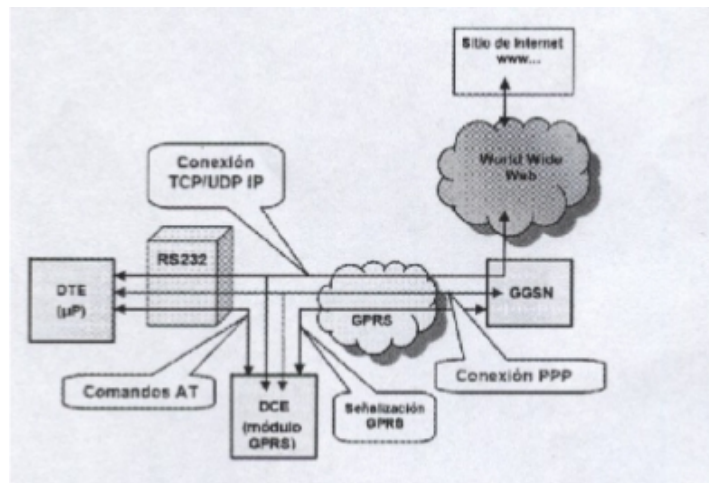 Sitio de Internet
www...
World Wide
Web
Conexión
TCP/UDP IP
RS232
DTE
(µP)
GPRS
GGSN
Comandos AT
DCE
(módulo
GPRS)
Señalización
GPRS
Conexión PPP